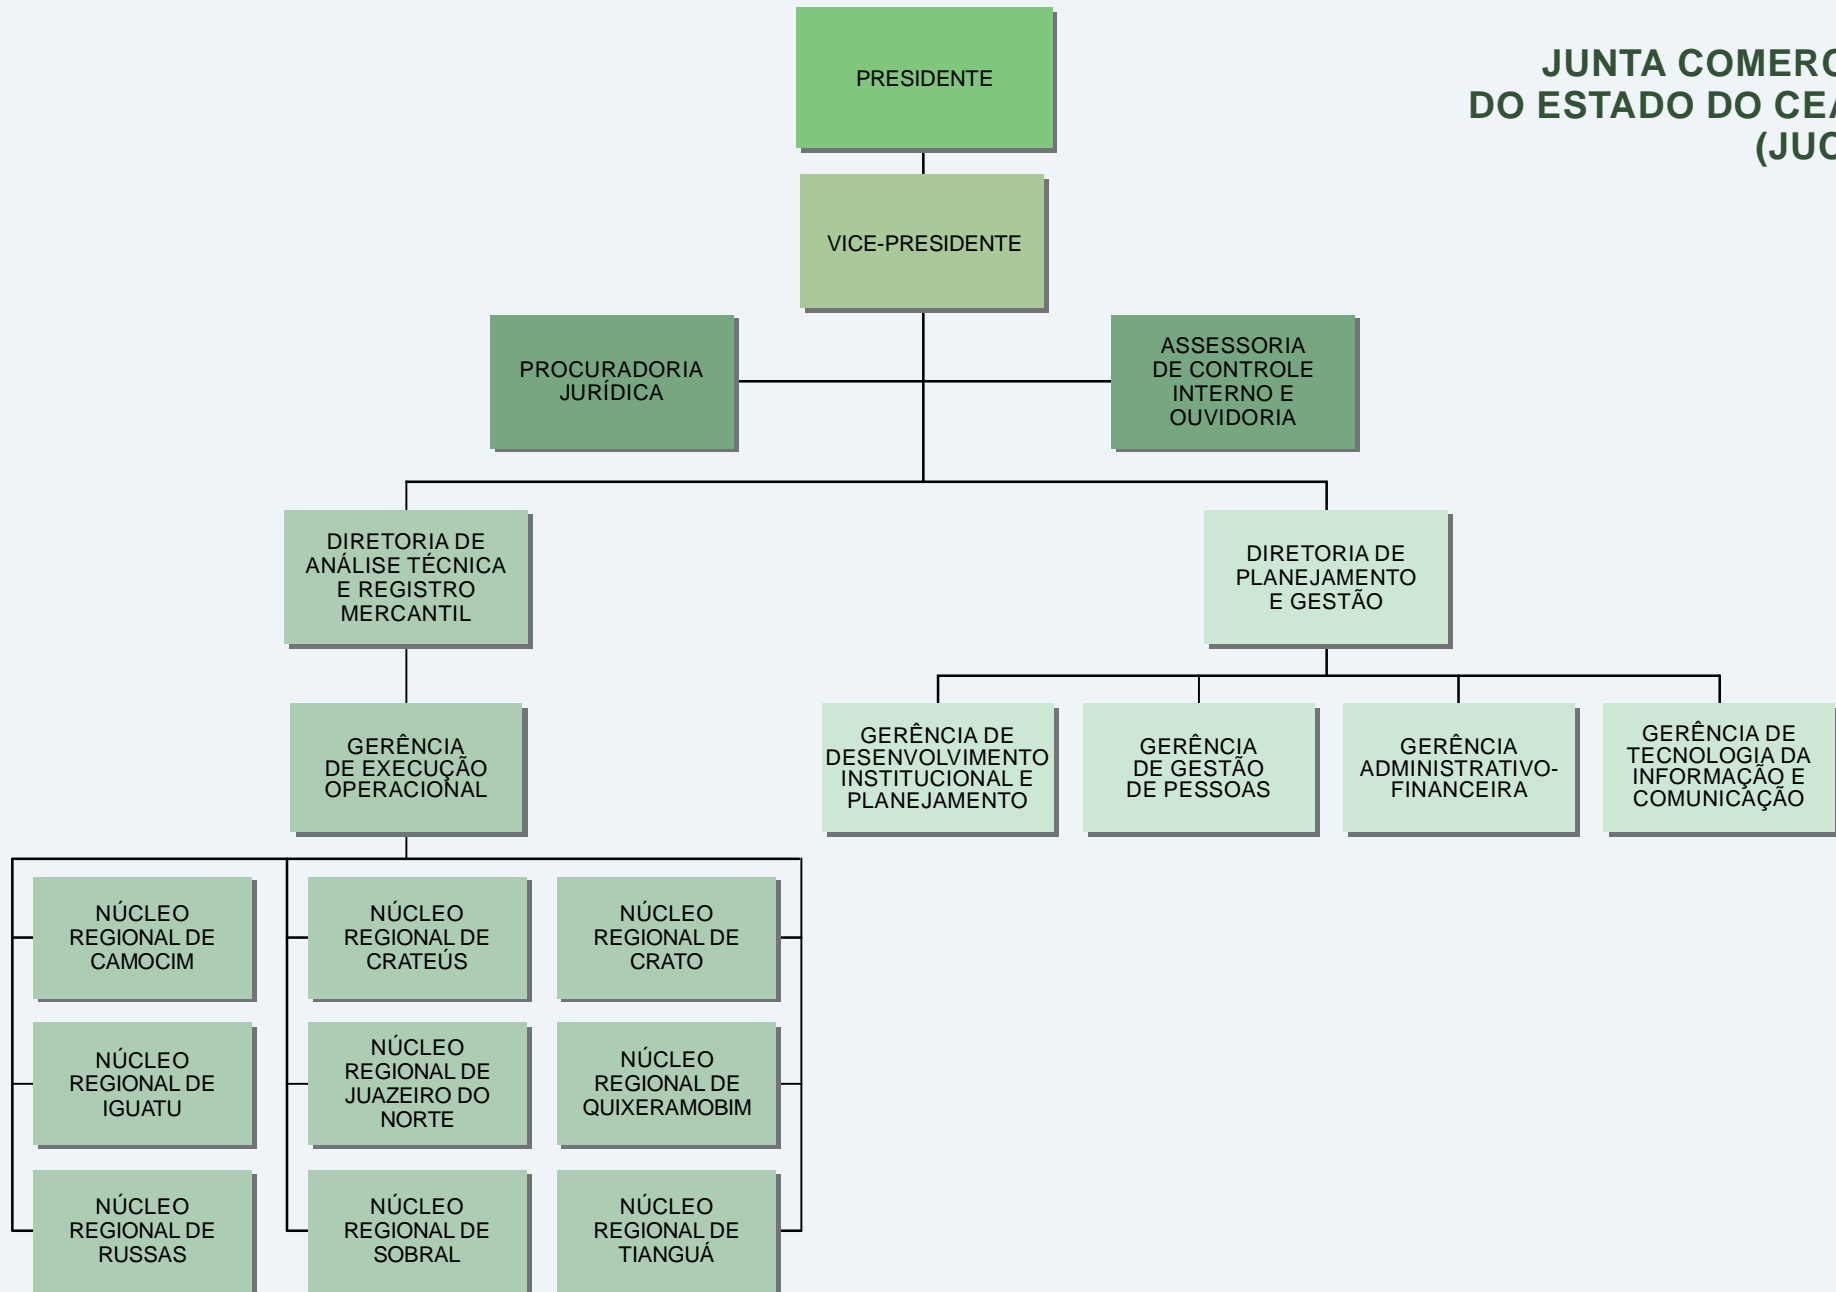 PRESIDENTE
JUNTA COMERC
DO ESTADO DO CEA
(JUC
VICE-PRESIDENTE
PROCURADORIA
JURÍDICA
ASSESSORIA
DE CONTROLE
INTERNO E
OUVIDORIA
DIRETORIA DE
ANÁLISE TÉCNICA
E REGISTRO
MERCANTIL
DIRETORIA DE
PLANEJAMENTO
E GESTÃO
GERÊNCIA
DE EXECUÇÃO
OPERACIONAL
GERÊNCIA DE
DESENVOLVIMENTO
INSTITUCIONAL E
PLANEJAMENTO
GERÊNCIA
DE GESTÃO
DE PESSOAS
GERÊNCIA
ADMINISTRATIVO-
FINANCEIRA
GERÊNCIA DE
TECNOLOGIA DA
INFORMAÇÃO E
COMUNICAÇÃO
NÚCLEO
REGIONAL DE
CAMOCIM
NÚCLEO
REGIONAL DE
CRATEÚS
NÚCLEO
REGIONAL DE
CRATO
NÚCLEO
REGIONAL DE
IGUATU
NÚCLEO
REGIONAL DE
JUAZEIRO DO
NORTE
NÚCLEO
REGIONAL DE
QUIXERAMOBIM
NÚCLEO
REGIONAL DE
RUSSAS
NÚCLEO
REGIONAL DE
SOBRAL
NÚCLEO
REGIONAL DE
TIANGUÁ